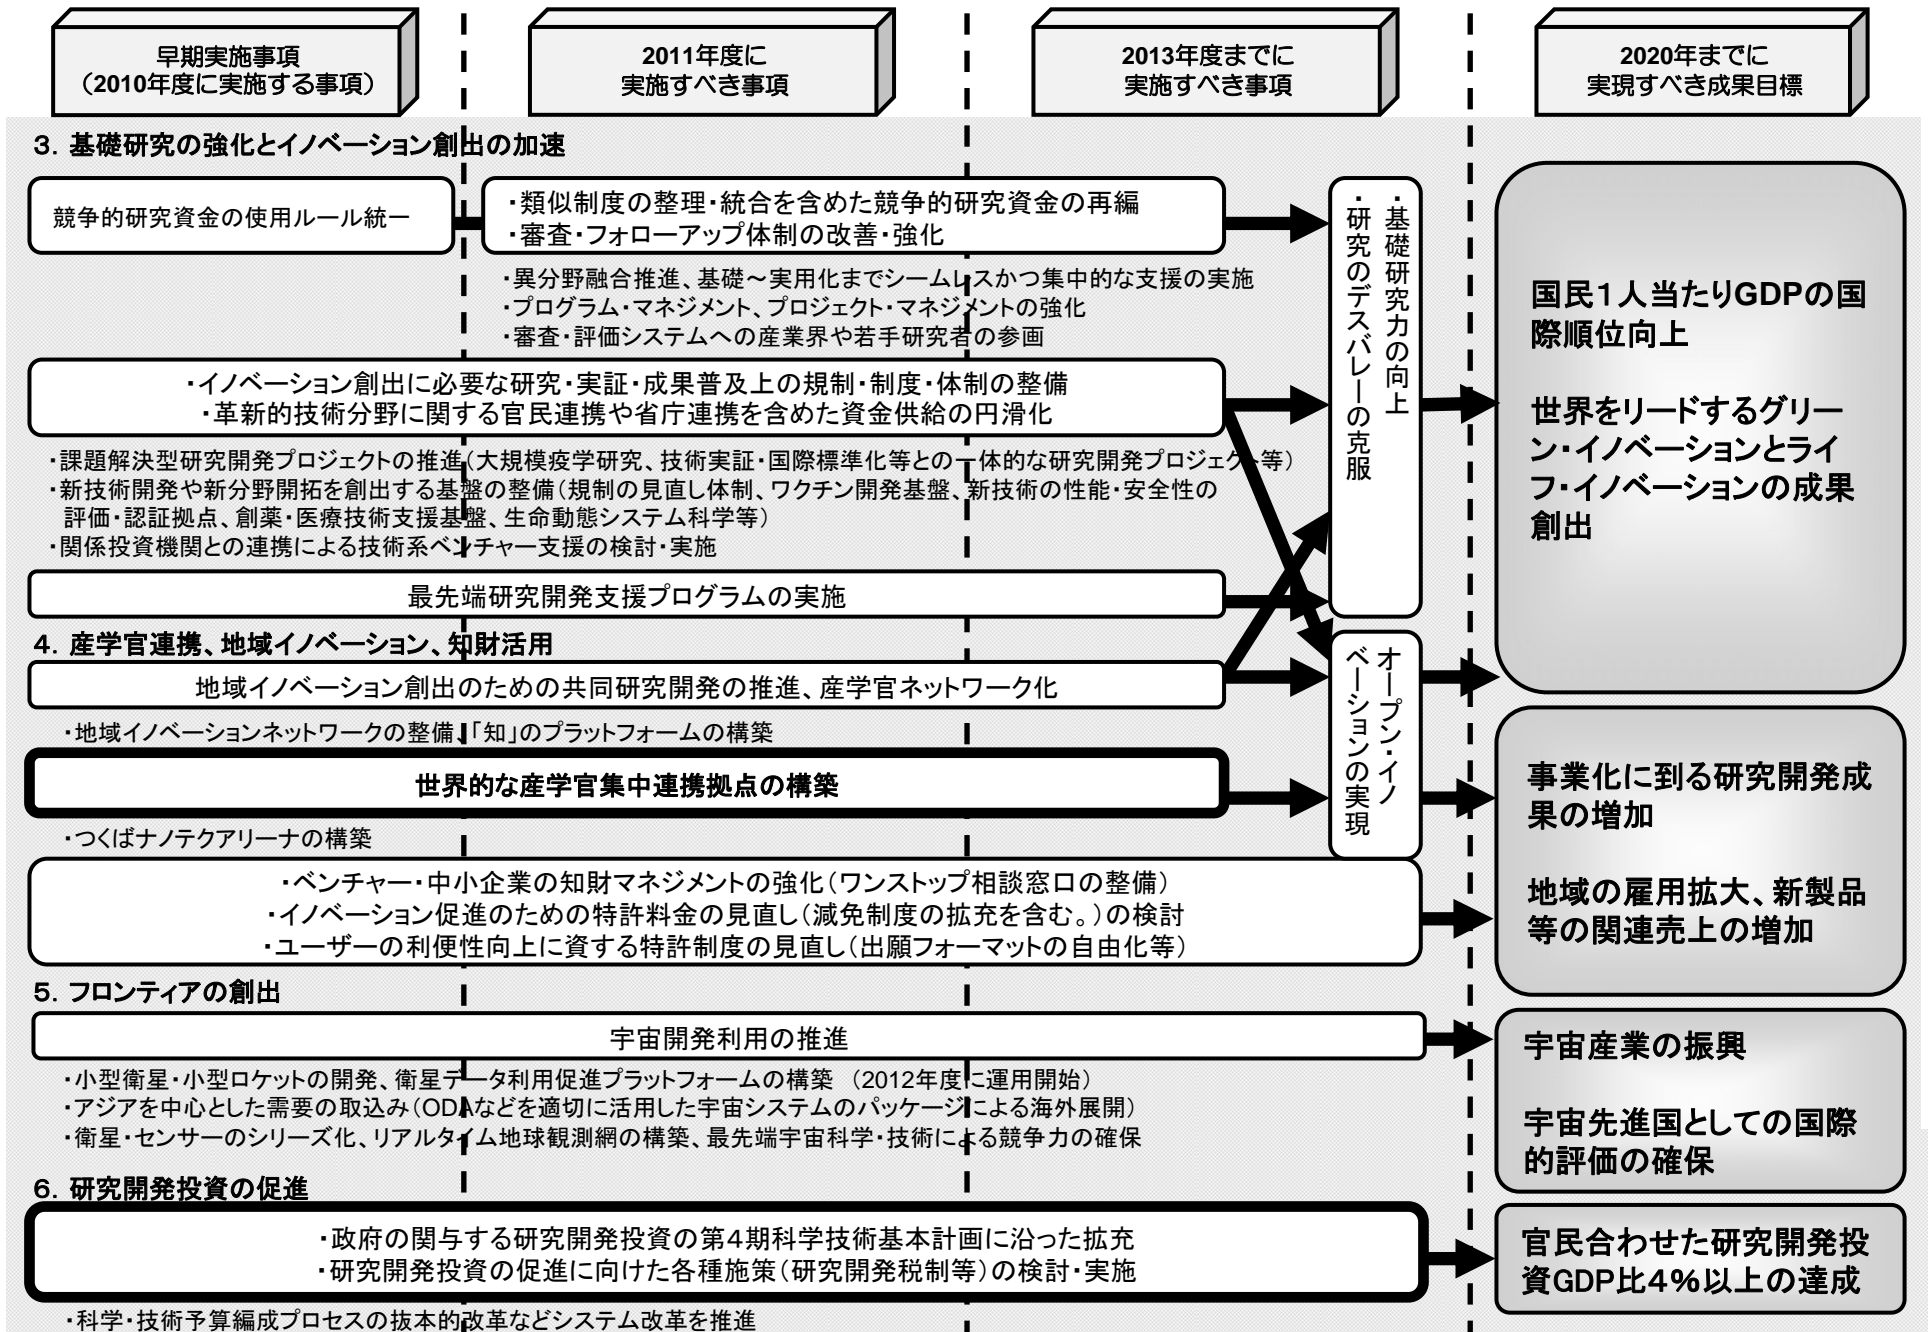 早期実施事項
（2010年度に実施する事項）
2011年度に
実施すべき事項
2013年度までに
実施すべき事項
2020年までに
実現すべき成果目標
３．基礎研究の強化とイノベーション創出の加速
競争的研究資金の使用ルール統一
・類似制度の整理・統合を含めた競争的研究資金の再編
・審査・フォローアップ体制の改善・強化
・異分野融合推進、基礎～実用化までシームレスかつ集中的な支援の実施
・プログラム・マネジメント、プロジェクト・マネジメントの強化
・審査・評価システムへの産業界や若手研究者の参画
・イノベーション創出に必要な研究・実証・成果普及上の規制・制度・体制の整備
・革新的技術分野に関する官民連携や省庁連携を含めた資金供給の円滑化
・課題解決型研究開発プロジェクトの推進（大規模疫学研究、技術実証・国際標準化等との一体的な研究開発プロジェクト等）
・新技術開発や新分野開拓を創出する基盤の整備（規制の見直し体制、ワクチン開発基盤、新技術の性能・安全性の
評価・認証拠点、創薬・医療技術支援基盤、生命動態システム科学等）
・関係投資機関との連携による技術系ベンチャー支援の検討・実施
最先端研究開発支援プログラムの実施
・基礎研究力の向上
・研究のデスバレーの克服
国民１人当たりGDPの国
際順位向上
世界をリードするグリー
ン・イノベーションとライ
フ・イノベーションの成果
創出
４．産学官連携、地域イノベーション、知財活用
地域イノベーション創出のための共同研究開発の推進、産学官ネットワーク化
・地域イノベーションネットワークの整備、「知」のプラットフォームの構築
世界的な産学官集中連携拠点の構築
・つくばナノテクアリーナの構築
オープン・イノ
ベーションの実現
・ベンチャー・中小企業の知財マネジメントの強化（ワンストップ相談窓口の整備）
・イノベーション促進のための特許料金の見直し（減免制度の拡充を含む。）の検討
・ユーザーの利便性向上に資する特許制度の見直し（出願フォーマットの自由化等）
事業化に到る研究開発成
果の増加
地域の雇用拡大、新製品
等の関連売上の増加
５．フロンティアの創出
宇宙開発利用の推進
・小型衛星・小型ロケットの開発、衛星データ利用促進プラットフォームの構築 （2012年度に運用開始）
・アジアを中心とした需要の取込み（ODAなどを適切に活用した宇宙システムのパッケージによる海外展開）
・衛星・センサーのシリーズ化、リアルタイム地球観測網の構築、最先端宇宙科学・技術による競争力の確保
宇宙産業の振興
宇宙先進国としての国際
的評価の確保
６．研究開発投資の促進
・政府の関与する研究開発投資の第４期科学技術基本計画に沿った拡充
・研究開発投資の促進に向けた各種施策（研究開発税制等）の検討・実施
・科学・技術予算編成プロセスの抜本的改革などシステム改革を推進
官民合わせた研究開発投
資GDP比４％以上の達成